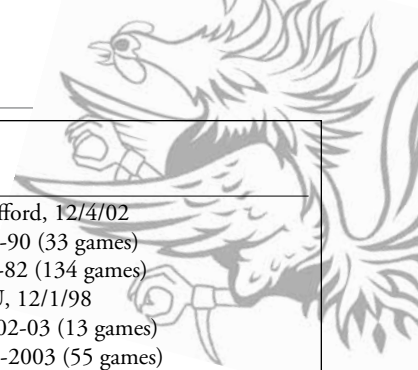 fford, 12/4/02
-90 (33 games)
-82 (134 games)
, 12/1/98
02-03 (13 games)
-2003 (55 games)